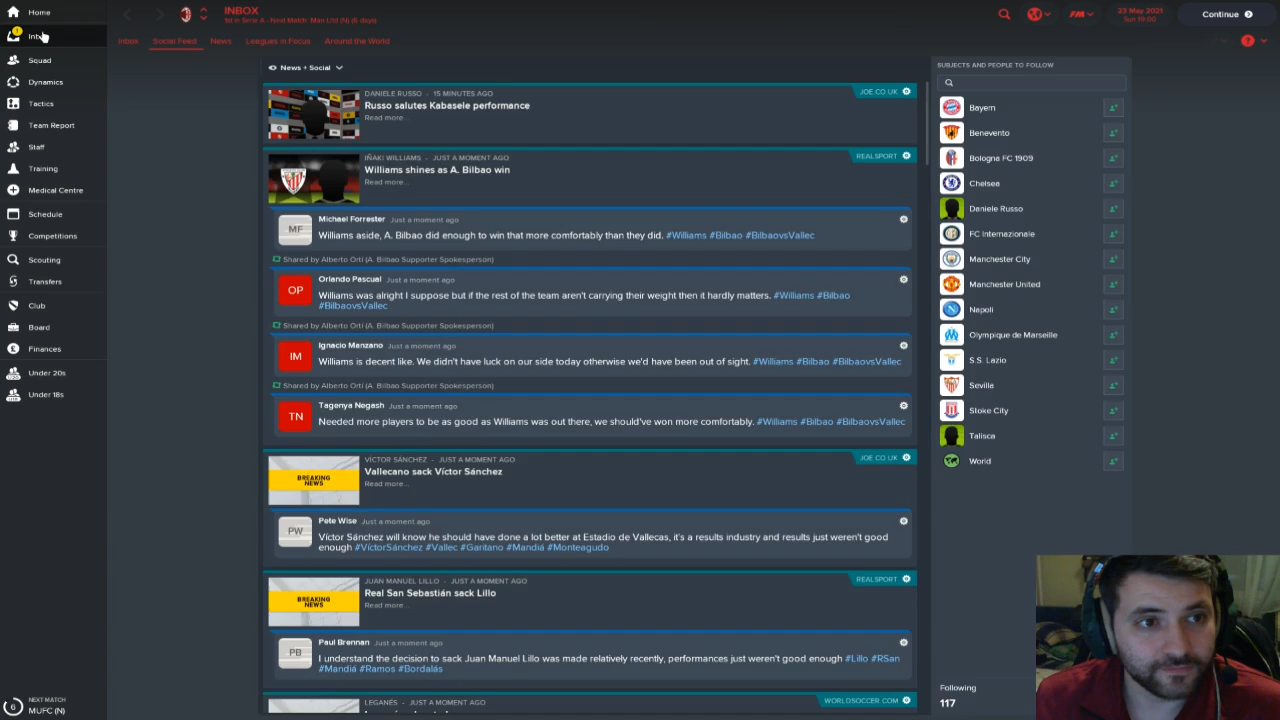 Home
INBOX
1st in Serie A - Next Match: Man Utd (N) (6 days)
23 May 2021
Sun 19:00
Continue
Inbox
Social Feed
News
Leagues in Focus
Around the World
Squad
Dynamics
Tactics
Team Report
Staff
Training
Medical Centre
Schedule
Competitions
Scouting
Transfers
Club
Board
Finances
Under 20s
Under 18s
6
NEXT MATCH
MUFC (N)
News + Social
DANIELE RUSSO - 15 MINUTES AGO
JOE.CO.UK
Russo salutes Kabasele performance
Read more...
IÑAKI WILLIAMS - JUST A MOMENT AGO
REALSPORT
Williams shines as A. Bilbao win
Read more...
MF
Michael Forrester Just a moment ago
Williams aside, A. Bilbao did enough to win that more comfortably than they did. #Williams #Bilbao #BilbaovsVallec
Shared by Alberto Ortí (A. Bilbao Supporter Spokesperson)
OP
Orlando Pascual Just a moment ago
Williams was alright I suppose but if the rest of the team aren't carrying their weight then it hardly matters. #Williams #Bilbao
#BilbaovsVallec
Shared by Alberto Ortí (A. Bilbao Supporter Spokesperson)
IM
Ignacio Manzano Just a moment ago
Williams is decent like. We didn't have luck on our side today otherwise we'd have been out of sight. #Williams #Bilbao #BilbaovsVallec
Shared by Alberto Ortí (A. Bilbao Supporter Spokesperson)
TN
Tagenya Negash Just a moment ago
Needed more players to be as good as Williams was out there, we should've won more comfortably. #Williams #Bilbao #BilbaovsVallec
BREAKING
NEWS
VÍCTOR SÁNCHEZ - JUST A MOMENT AGO
JOE.CO.UK
Vallecano sack Víctor Sánchez
Read more...
PW
Pete Wise Just a moment ago
Víctor Sánchez will know he should have done a lot better at Estadio de Vallecas, it's a results industry and results just weren't good
enough #VíctorSánchez #Vallec #Garitano #Mandiá #Monteagudo
BREAKING
NEWS
JUAN MANUEL LILLO - JUST A MOMENT AGO
REALSPORT
Real San Sebastián sack Lillo
Read more...
PB
Paul Brennan Just a moment ago
I understand the decision to sack Juan Manuel Lillo was made relatively recently, performances just weren't good enough #Lillo #RSan
#Mandiá #Ramos #Bordalás
LEGANÉS - JUST A MOMENT AGO
WORLDSOCCER.COM
SUBJECTS AND PEOPLE TO FOLLOW
Bayern
Benevento
Bologna FC 1909
Chelsea
Daniele Russo
FC Internazionale
Manchester City
Manchester United
Napoli
Olympique de Marseille
S.S. Lazio
Sevilla
Stoke City
Talisca
World
Following
117